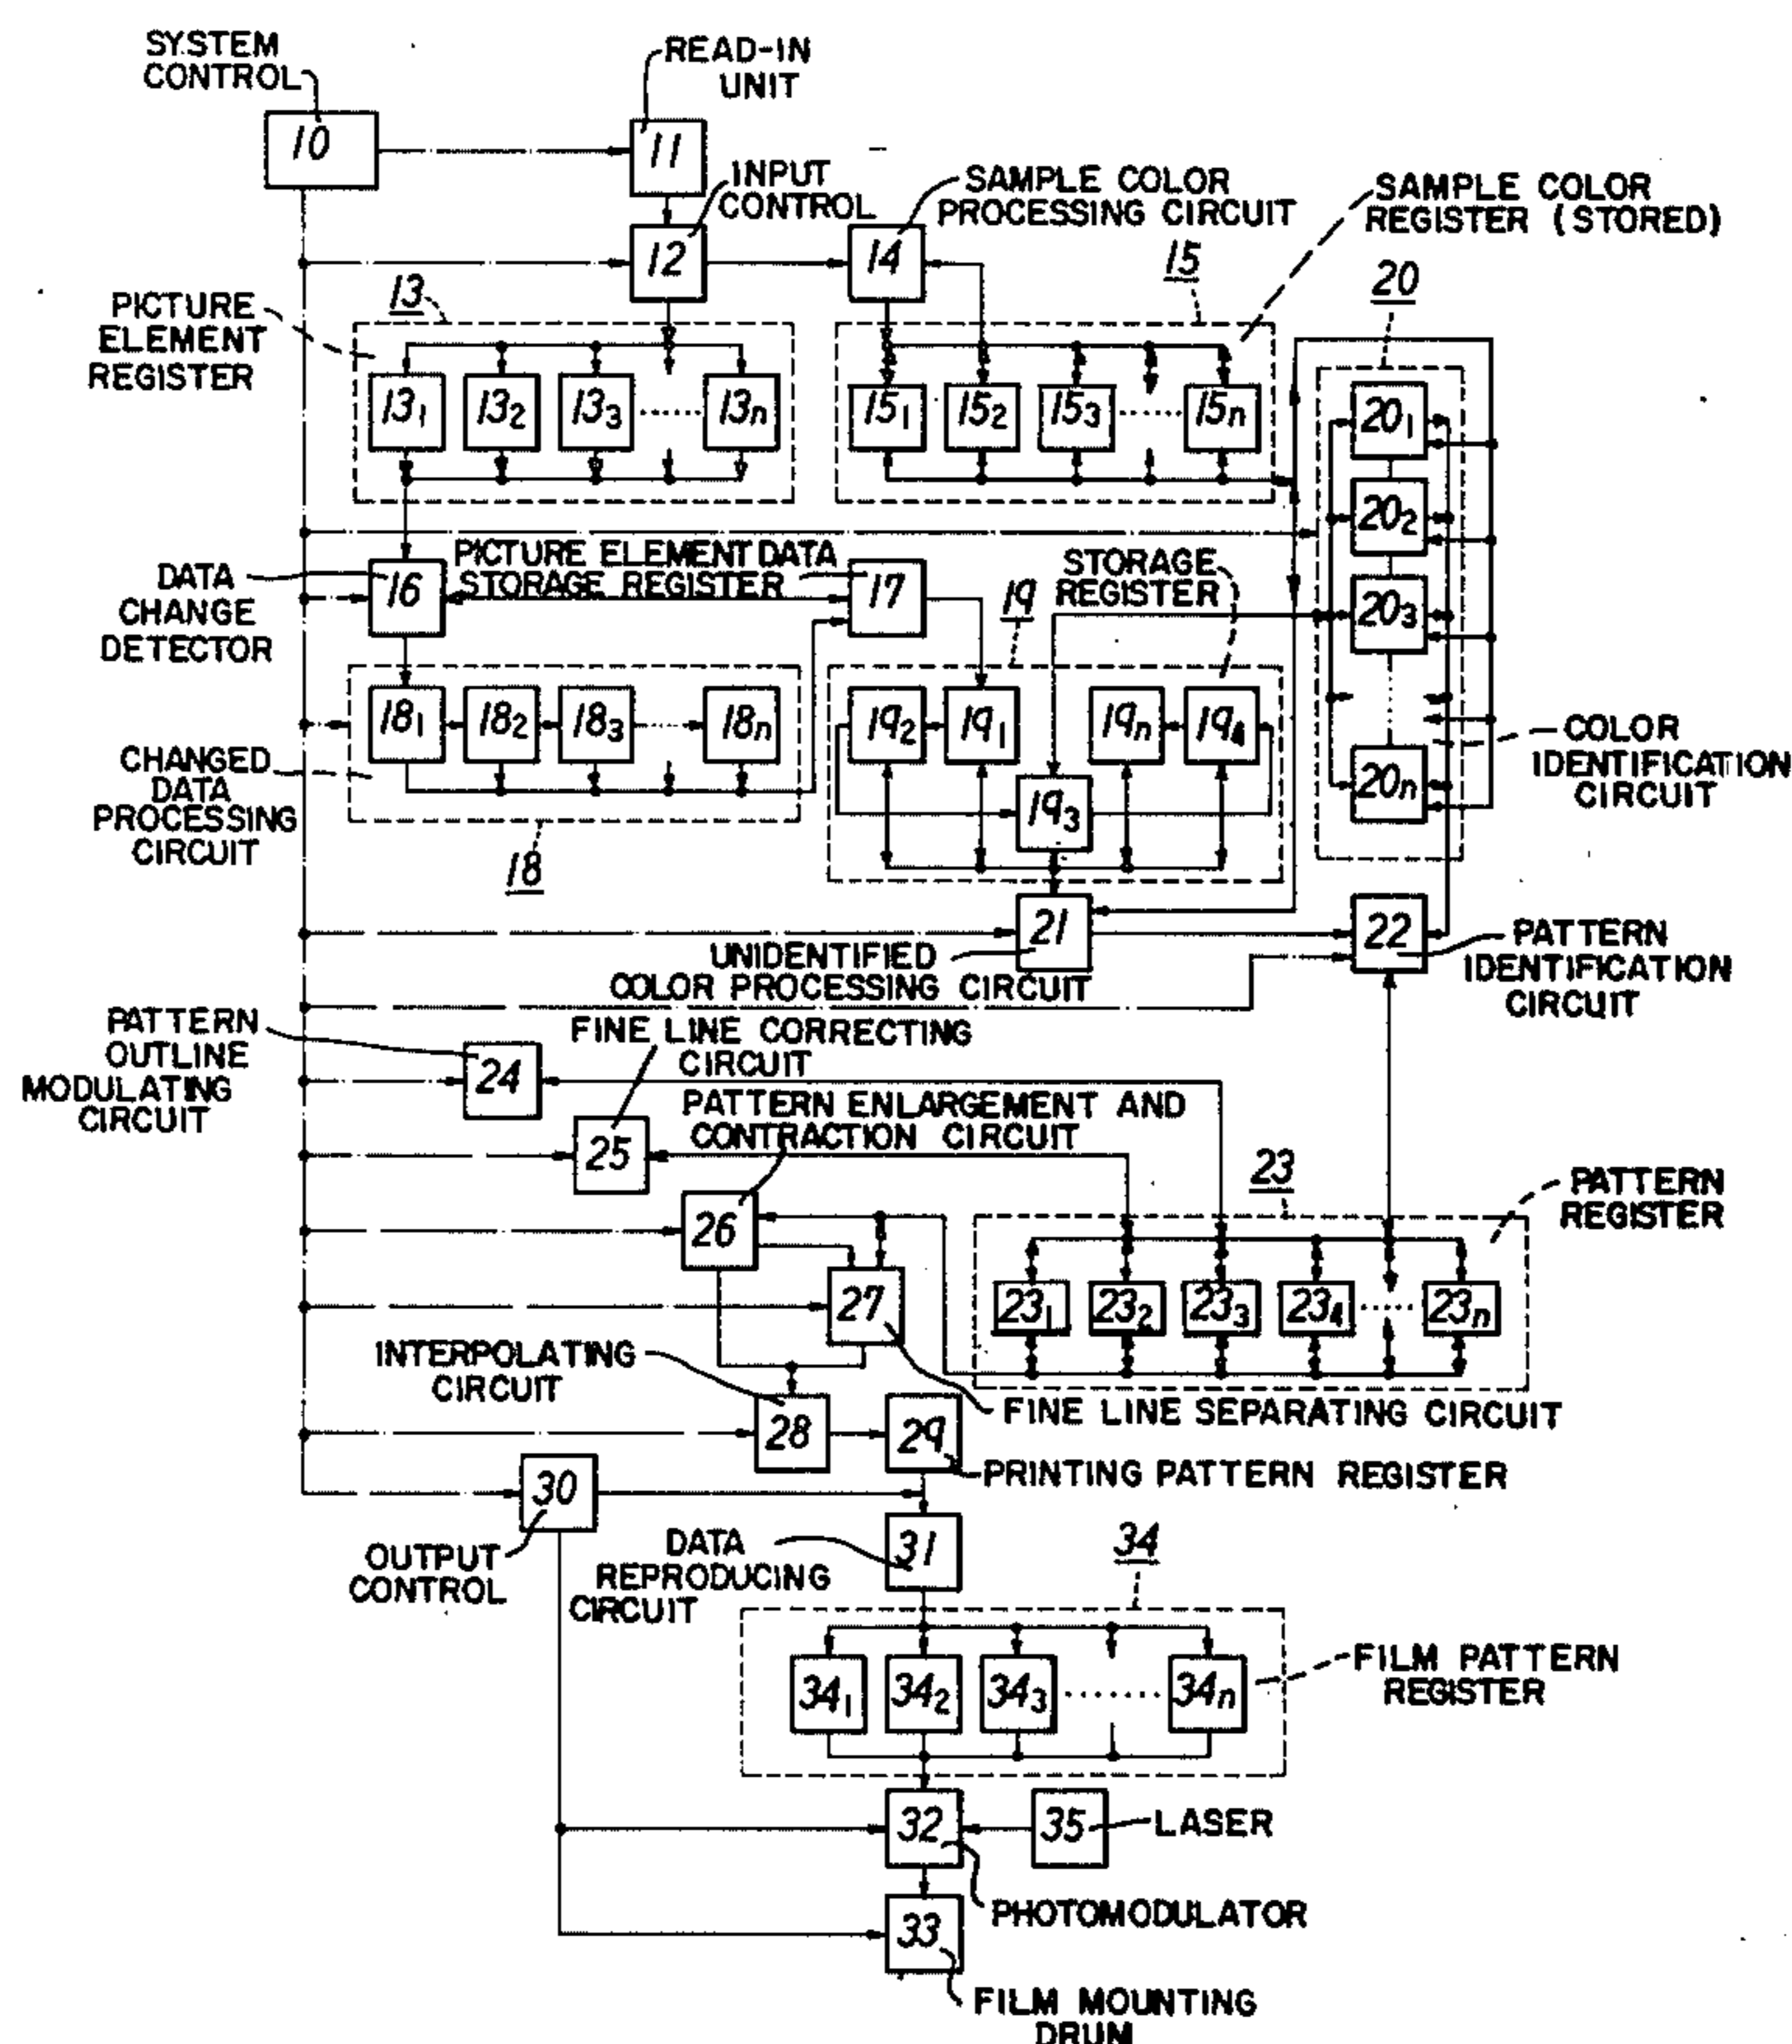 SYSTEM
CONTROL
10
READ-IN
UNIT
11
INPUT
CONTROL
12
SAMPLE COLOR
PROCESSING CIRCUIT
14
SAMPLE COLOR
REGISTER (STORED)
15
20
PICTURE
ELEMENT
REGISTER
13
13₁ 13₂ 13₃ 13n
15₁ 15₂ 15₃ 15n
20₁
20₂
20₃
20n
DATA
CHANGE
DETECTOR
16
PICTURE ELEMENT DATA
STORAGE REGISTER
17
19
STORAGE
REGISTER
18₁ 18₂ 18₃ 18n
19₂ 19₁ 19n 19₄
19₃
COLOR
IDENTIFICATION
CIRCUIT
CHANGED
DATA
PROCESSING
CIRCUIT
18
21
22
UNIDENTIFIED
COLOR PROCESSING CIRCUIT
PATTERN
IDENTIFICATION
CIRCUIT
PATTERN
OUTLINE
MODULATING
CIRCUIT
24
FINE LINE CORRECTING
CIRCUIT
25
PATTERN ENLARGEMENT AND
CONTRACTION CIRCUIT
26
23
PATTERN
REGISTER
27
23₁ 23₂ 23₃ 23₄ 23n
INTERPOLATING
CIRCUIT
28
29
FINE LINE SEPARATING CIRCUIT
PRINTING PATTERN REGISTER
30
OUTPUT
CONTROL
DATA
REPRODUCING
CIRCUIT
31
34
34₁ 34₂ 34₃ 34n
FILM PATTERN
REGISTER
32
35
LASER
PHOTOMODULATOR
33
FILM MOUNTING
DRUM